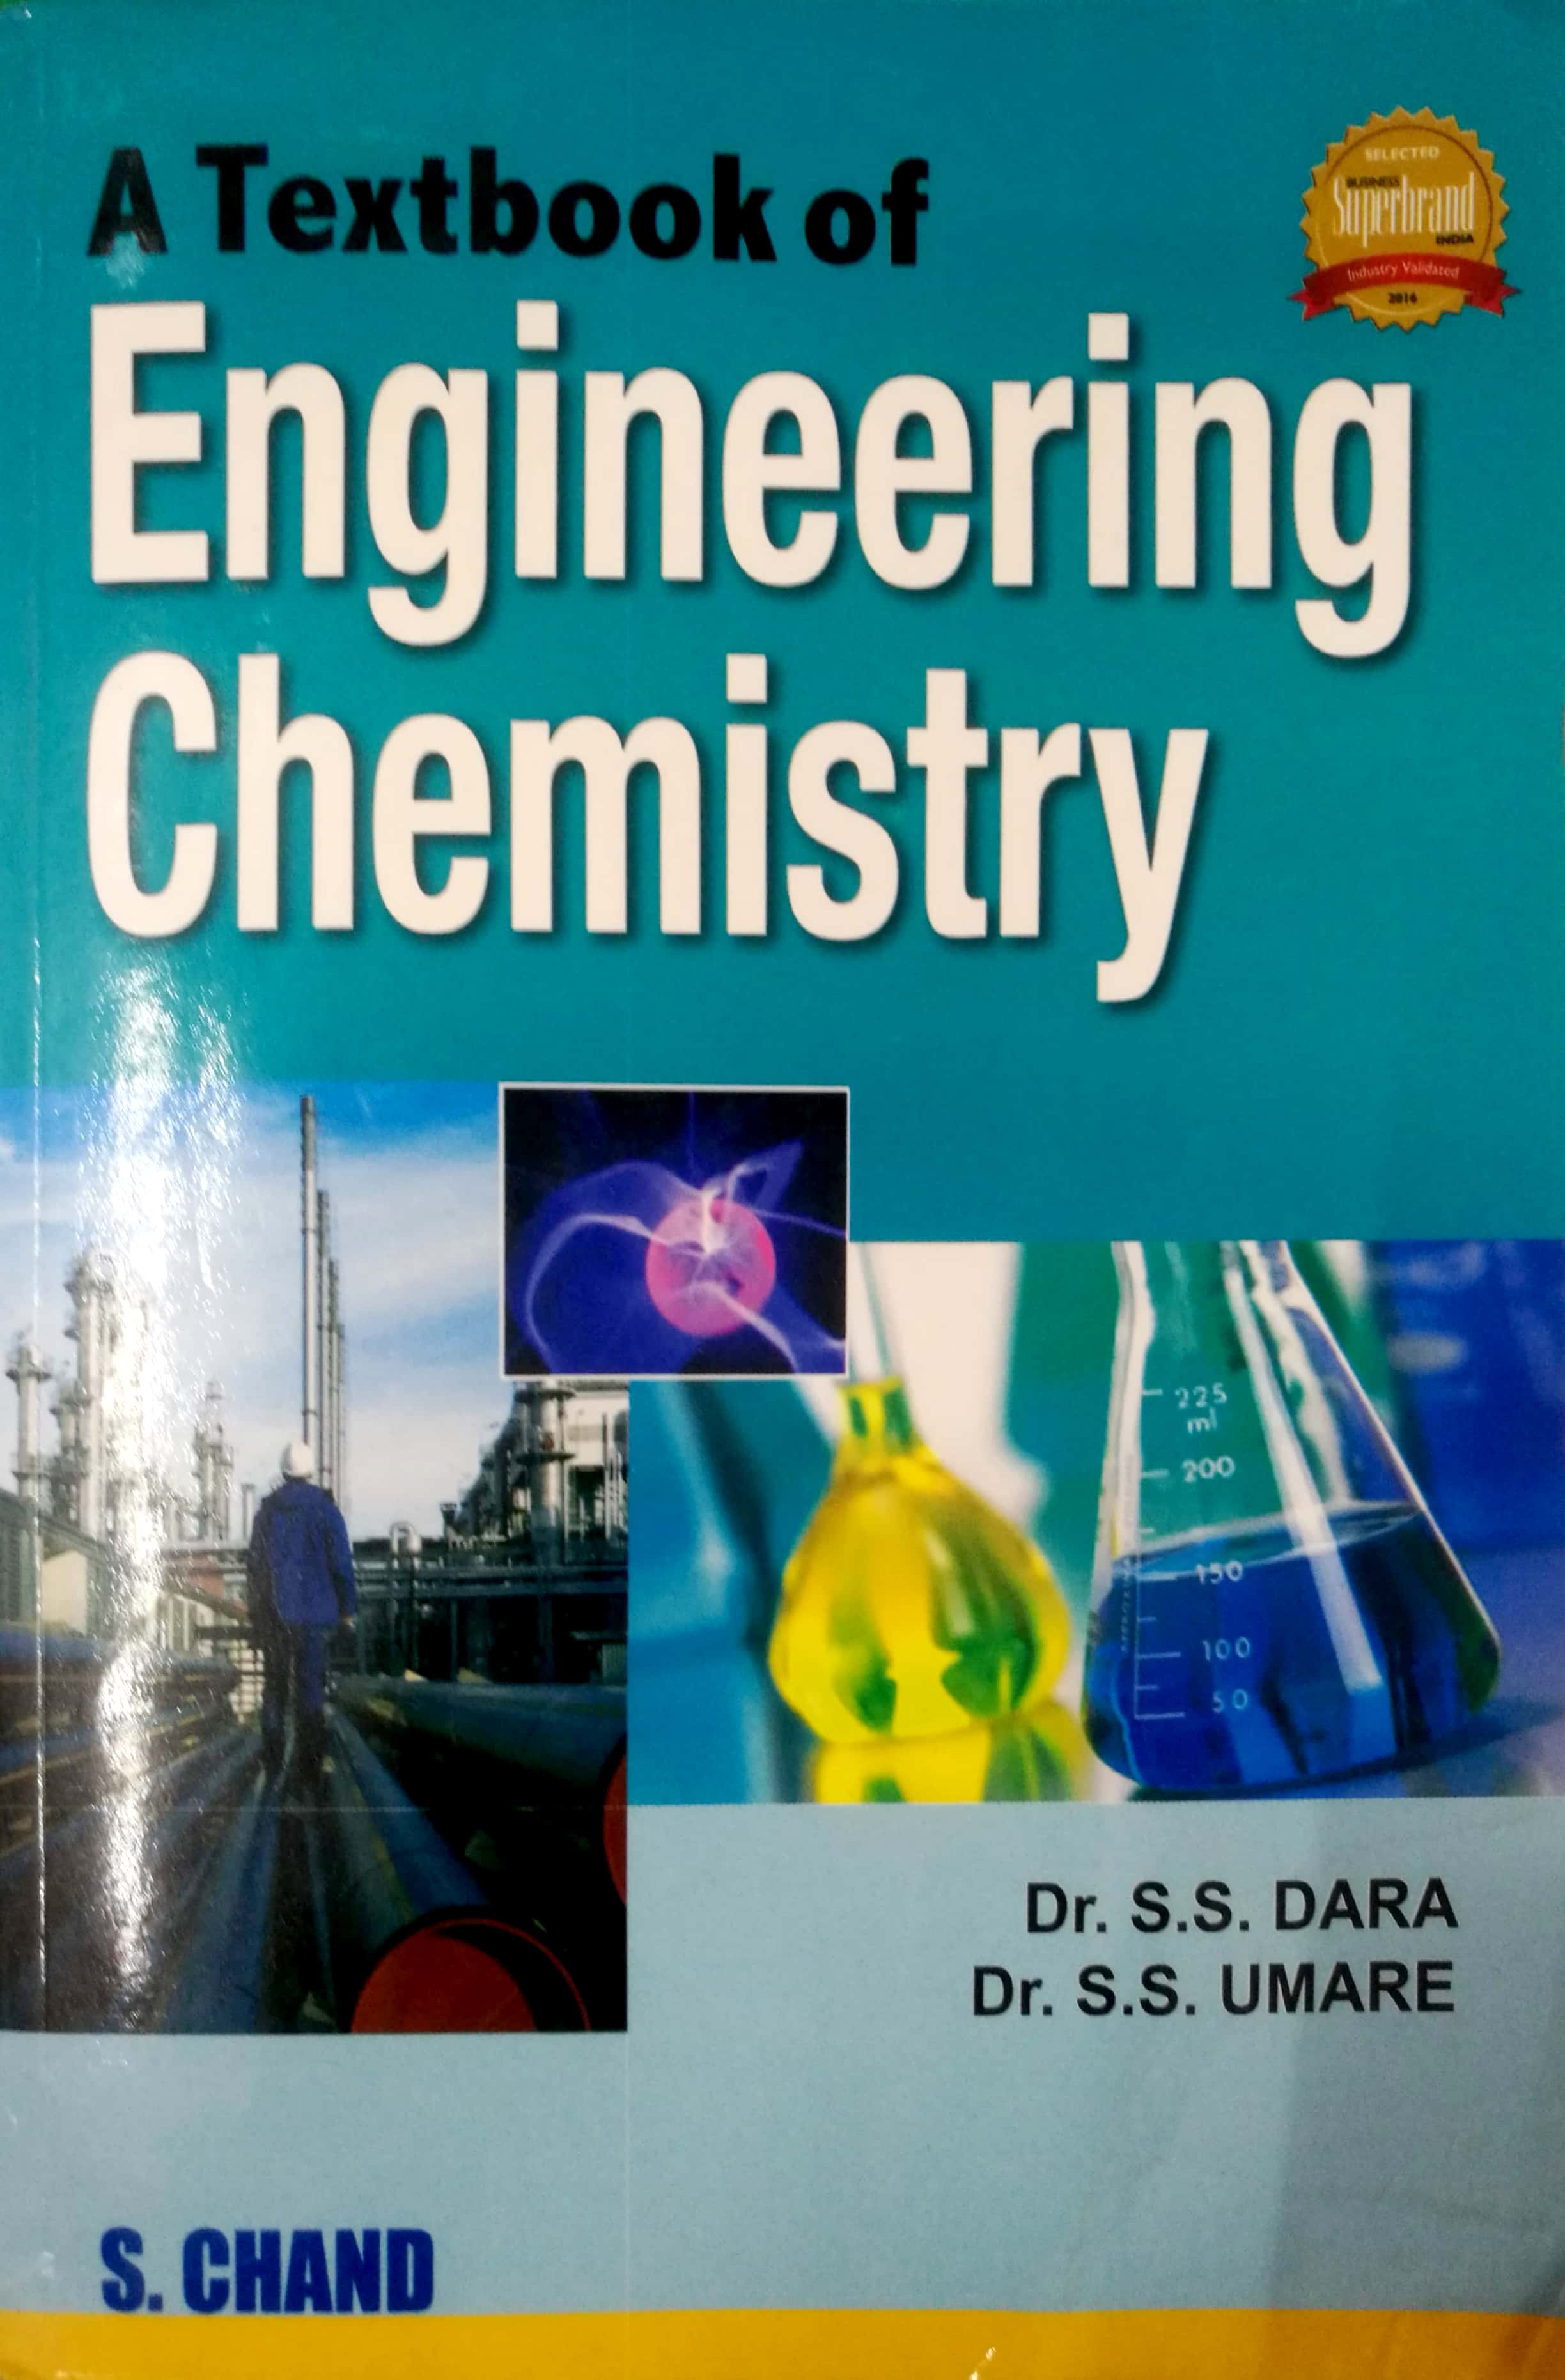 A Textbook of
Engineering
Chemistry
SELECTED
BUSINESS
Superbrand
INDIA
Industry Validated
2016
225
ml
200
150
100
50
Dr. S.S. DARA
Dr. S.S. UMARE
S. CHAND